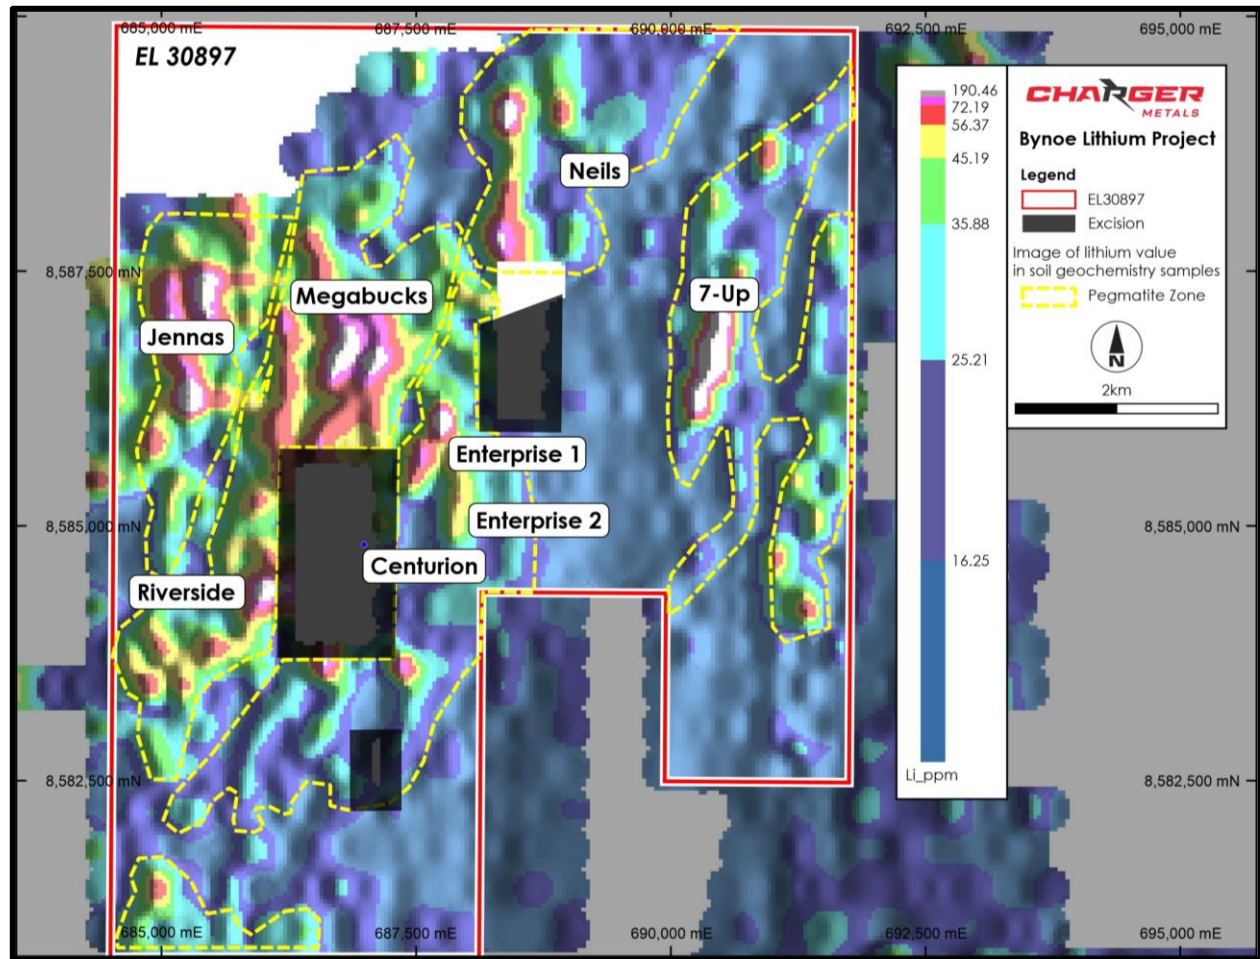 685,000 mE
687,500 mE
690,000 mE
692,500 mE
695,000 mE
EL 30897
190.46
72.19
56.37
45.19
35.88
25.21
16.25
Li_ppm
CHARGER
METALS
Bynoe Lithium Project
Legend
EL30897
Excision
Image of lithium value
in soil geochemistry samples
Pegmatite Zone
N
2km
Neils
8,587,500 mN
Megabucks
7-Up
Jennas
Enterprise 1
Enterprise 2
8,585,000 mN
8,585,000 mN
Centurion
Riverside
8,582,500 mN
8,582,500 mN
685,000 mE
687,500 mE
690,000 mE
692,500 mE
695,000 mE